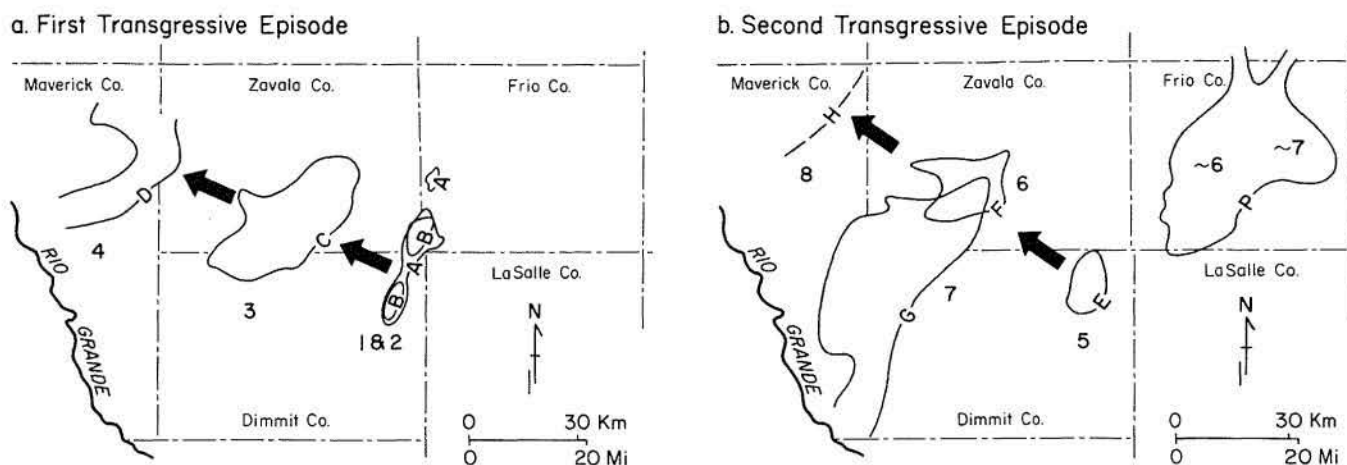 a. First Transgressive Episode
Maverick Co.
Zavala Co.
Frio Co.
A
D
C
B
A
B
4
3
1 & 2
LaSalle Co.
N
RIO
GRANDE
Dimmit Co.
0 30 Km
0 20 Mi
b. Second Transgressive Episode
Maverick Co.
Zavala Co.
Frio Co.
H
8
6
F
~6
~7
P
LaSalle Co.
G
7
E
5
N
RIO
GRANDE
Dimmit Co.
0 30 Km
0 20 Mi